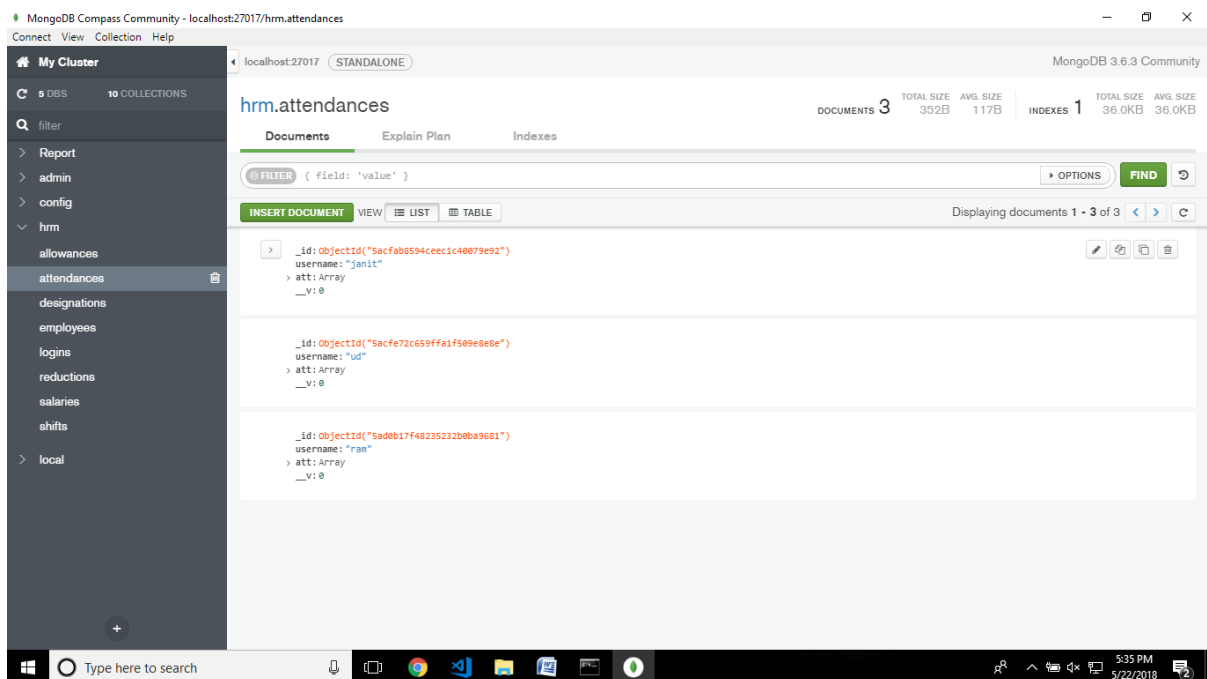 MongoDB Compass Community - localhost:27017/hrm.attendances
Connect View Collection Help
My Cluster
localhost:27017 STANDALONE
MongoDB 3.6.3 Community
5 DBS 10 COLLECTIONS
filter
Report
admin
config
hrm
allowances
attendances
designations
employees
logins
reductions
salaries
shifts
local
hrm.attendances
DOCUMENTS 3 TOTAL SIZE 352B AVG. SIZE 117B INDEXES 1 TOTAL SIZE 36.0KB AVG. SIZE 36.0KB
Documents Explain Plan Indexes
FILTER { field: 'value' } OPTIONS FIND
INSERT DOCUMENT VIEW LIST TABLE Displaying documents 1 - 3 of 3
_id: ObjectId("5acfab8594ceec1c40079e92")
username: "janit"
att: Array
__v: 0
_id: ObjectId("5acfe72c659ffa1f509e8e8e")
username: "ud"
att: Array
__v: 0
_id: ObjectId("5ad0b17f48235232b0ba9681")
username: "ram"
att: Array
__v: 0
Type here to search
5:35 PM
5/22/2018
2